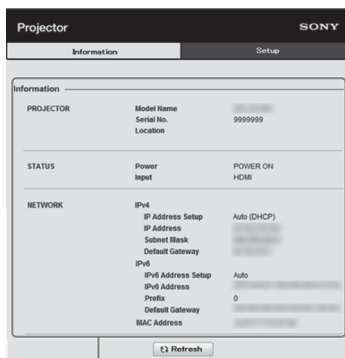 Projector SONY
Information Setup
Information
PROJECTOR Model Name
Serial No. 9999999
Location
STATUS Power POWER ON
Input HDMI
NETWORK IPv4
IP Address Setup Auto (DHCP)
IP Address
Subnet Mask
Default Gateway
IPv6
IPv6 Address Setup Auto
IPv6 Address
Prefix 0
Default Gateway
MAC Address
Refresh